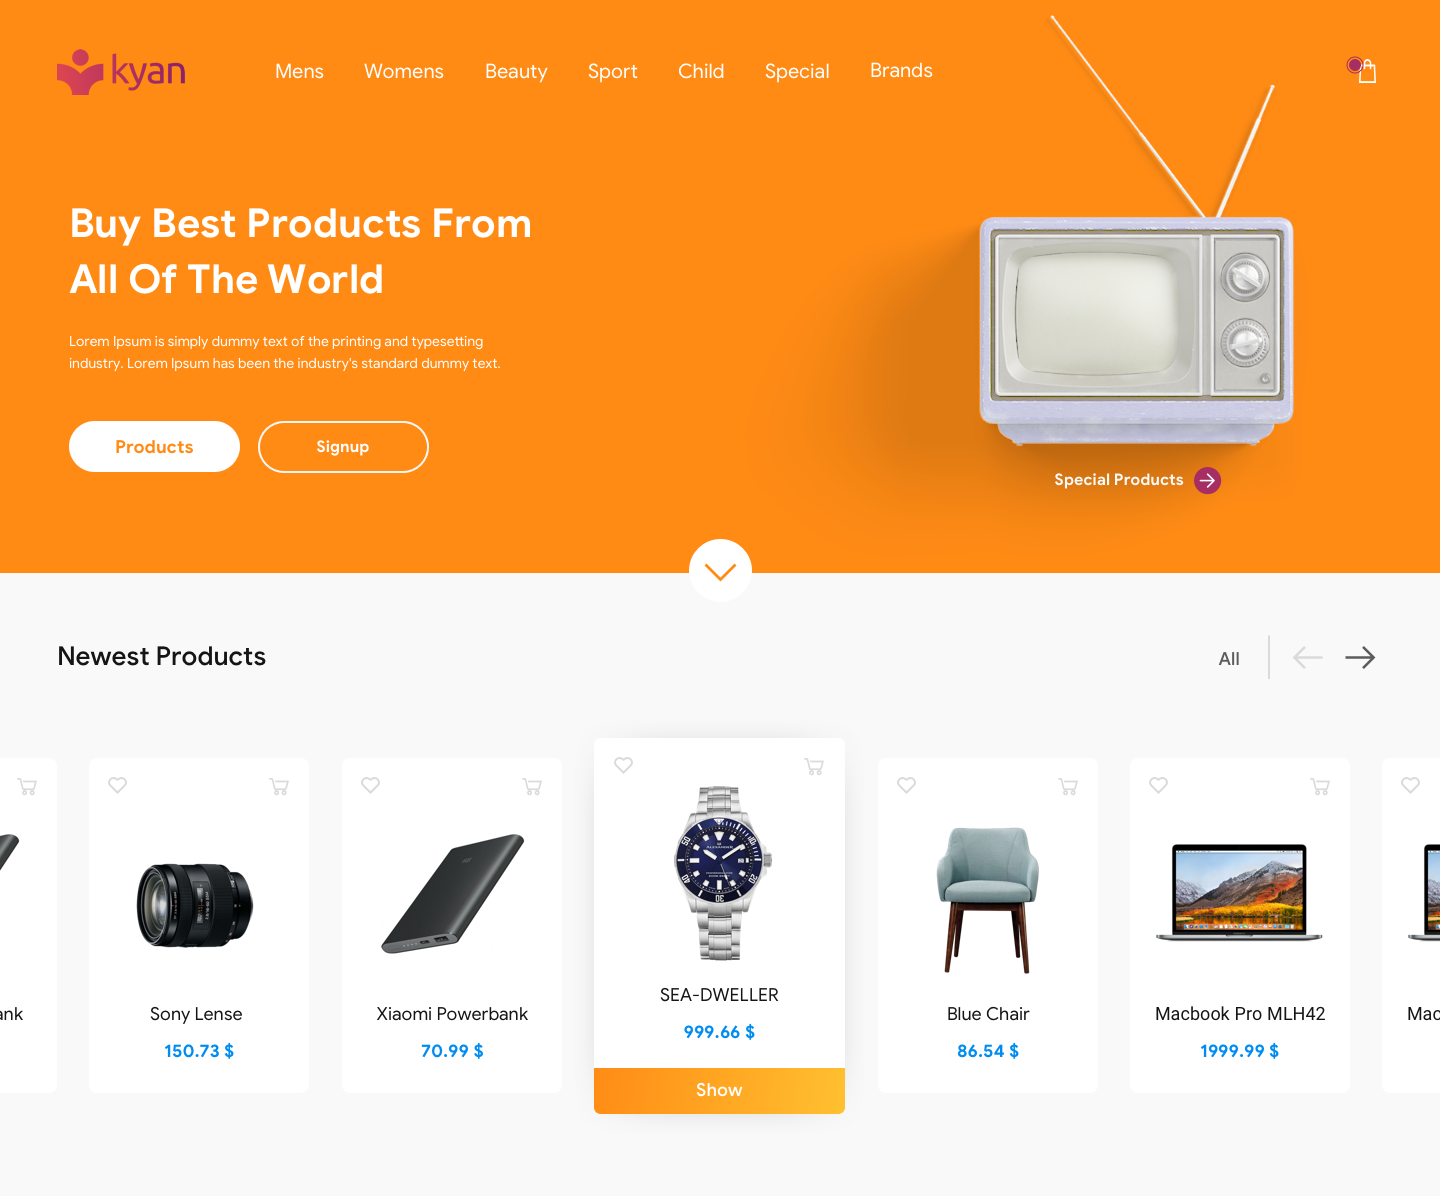 kyan
Mens Womens Beauty Sport Child Special Brands
Buy Best Products From
All Of The World
Lorem Ipsum is simply dummy text of the printing and typesetting
industry. Lorem Ipsum has been the industry's standard dummy text.
Products Signup
Special Products
Newest Products
All
ank
Sony Lense
150.73 $
Xiaomi Powerbank
70.99 $
ALEXANDER
SEA-DWELLER
999.66 $
Show
Blue Chair
86.54 $
Macbook Pro MLH42
1999.99 $
Mac